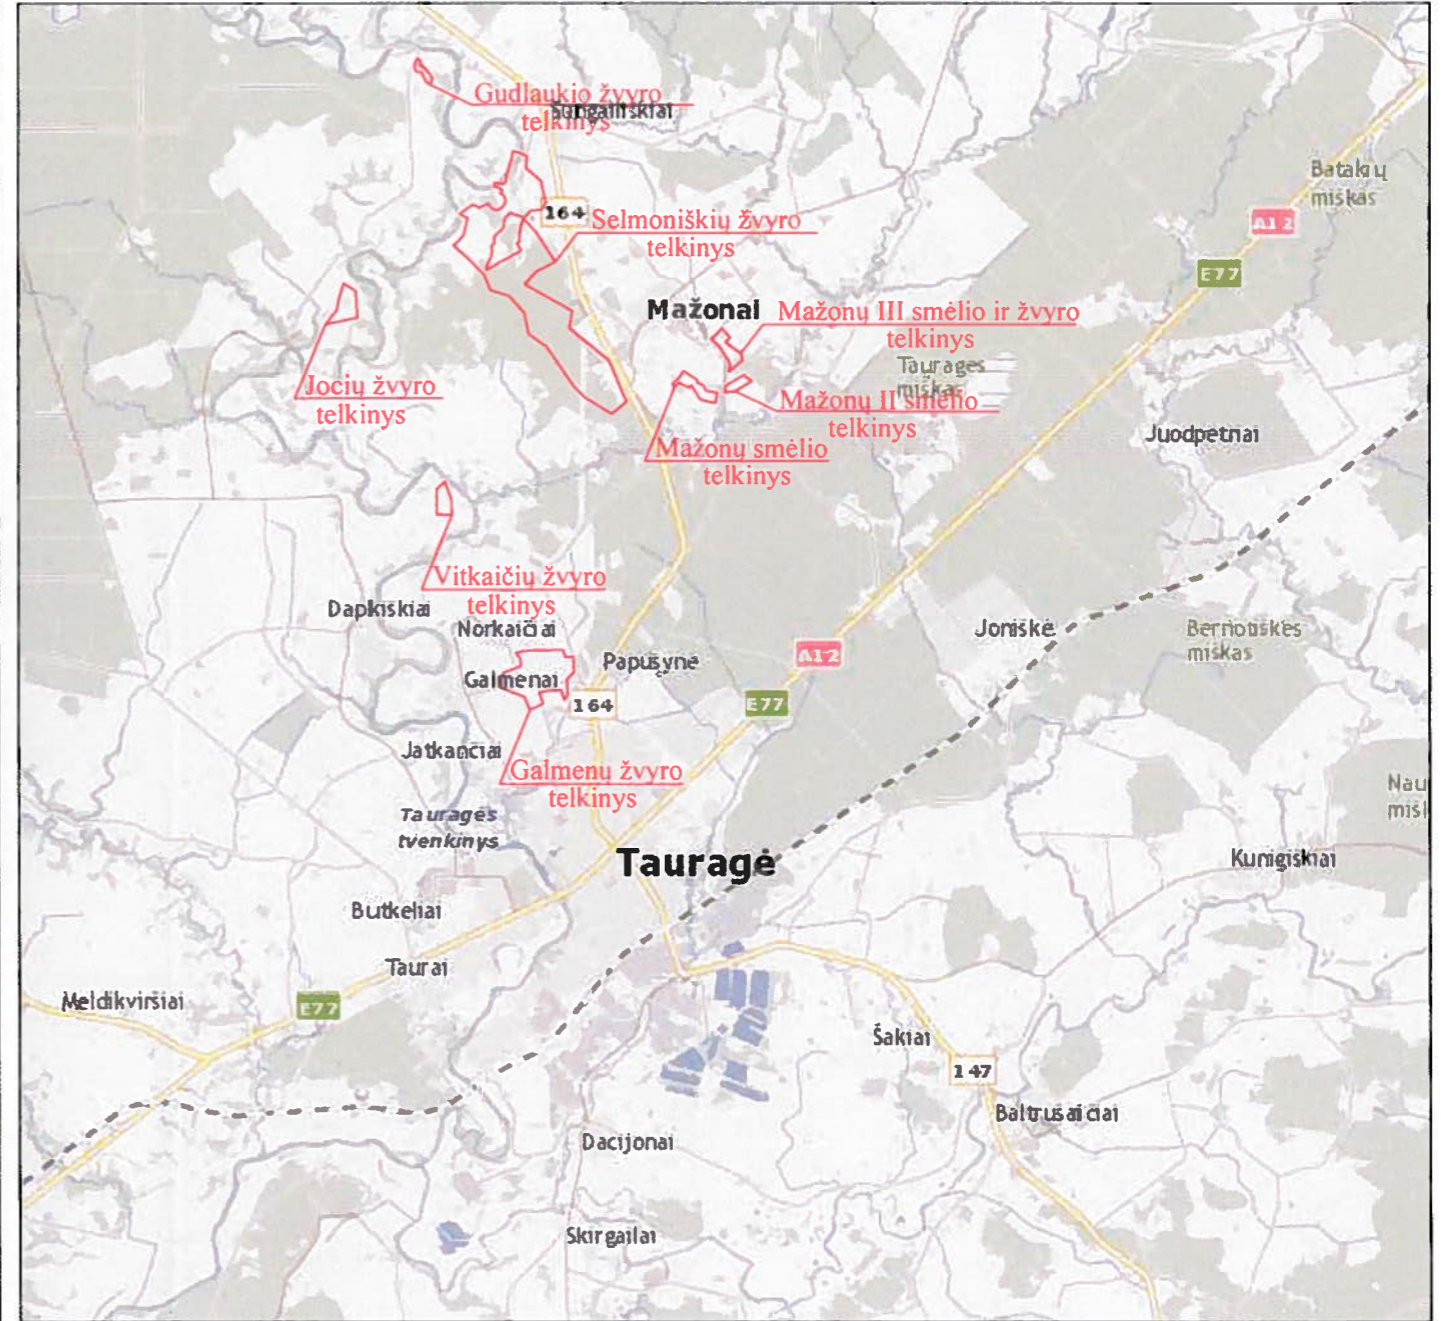 Gudlaukio žvyro
telkinys
Batakių
miškas
164
Selmoniškių žvyro
telkinys
A12
E77
Mažonai
Mažonų III smėlio ir žvyro
telkinys
Tauragės
miškas
Jocių žvyro
telkinys
Mažonų II smėlio
telkinys
Juodpetriai
Mažonų smėlio
telkinys
Vitkaičių žvyro
telkinys
Dapkiskiai
Norkaičiai
Joniškė
Berriotiškės
miškas
Papušynė
A12
Galmenai
164
E77
Jatkančiai
Galmenų žvyro
telkinys
Nau
Tauragės
tvenkinys
Tauragė
Kunigiškiai
Butkeliai
Taurai
Meldikviršiai
E77
Šakiai
147
Baltrušaičiai
Dacijonai
Skirgailai